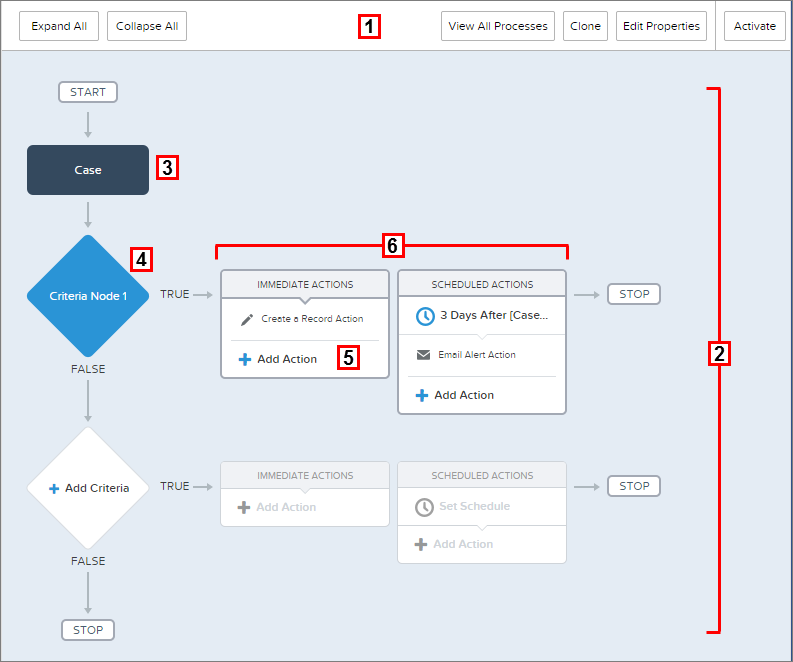 Expand All Collapse All 1 View All Processes Clone Edit Properties Activate
START
Case 3
4
6
IMMEDIATE ACTIONS SCHEDULED ACTIONS
Criteria Node 1 TRUE STOP
Create a Record Action 3 Days After [Case...
Add Action 5 Email Alert Action 2
FALSE
Add Action
IMMEDIATE ACTIONS SCHEDULED ACTIONS
Add Criteria TRUE STOP
Add Action Set Schedule
Add Action
FALSE
STOP